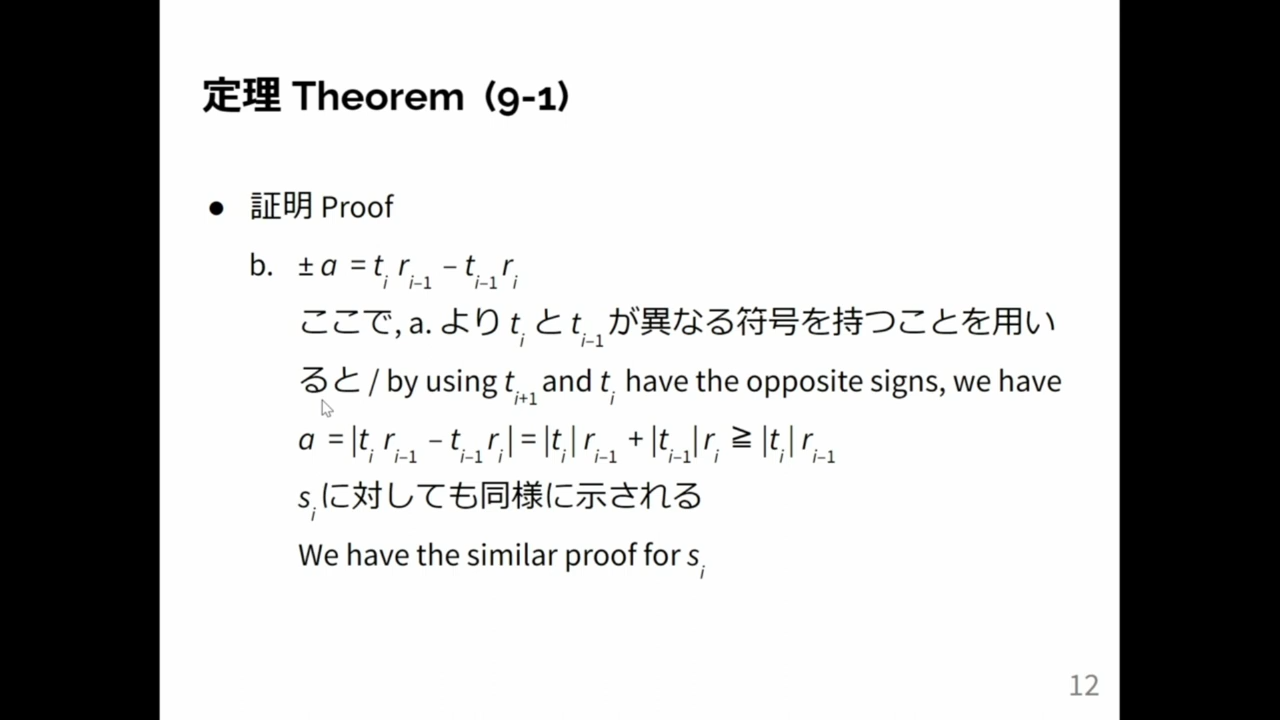 定理 Theorem (9-1)
● 証明 Proof
b. ± a = t_i r_{i−1} − t_{i−1} r_i
ここで, a. より t_i と t_{i−1} が異なる符号を持つことを用い
ると / by using t_{i+1} and t_i have the opposite signs, we have
a = |t_i r_{i−1} − t_{i−1} r_i| = |t_i| r_{i−1} + |t_{i−1}| r_i ≧ |t_i| r_{i−1}
s_i に対しても同様に示される
We have the similar proof for s_i
12